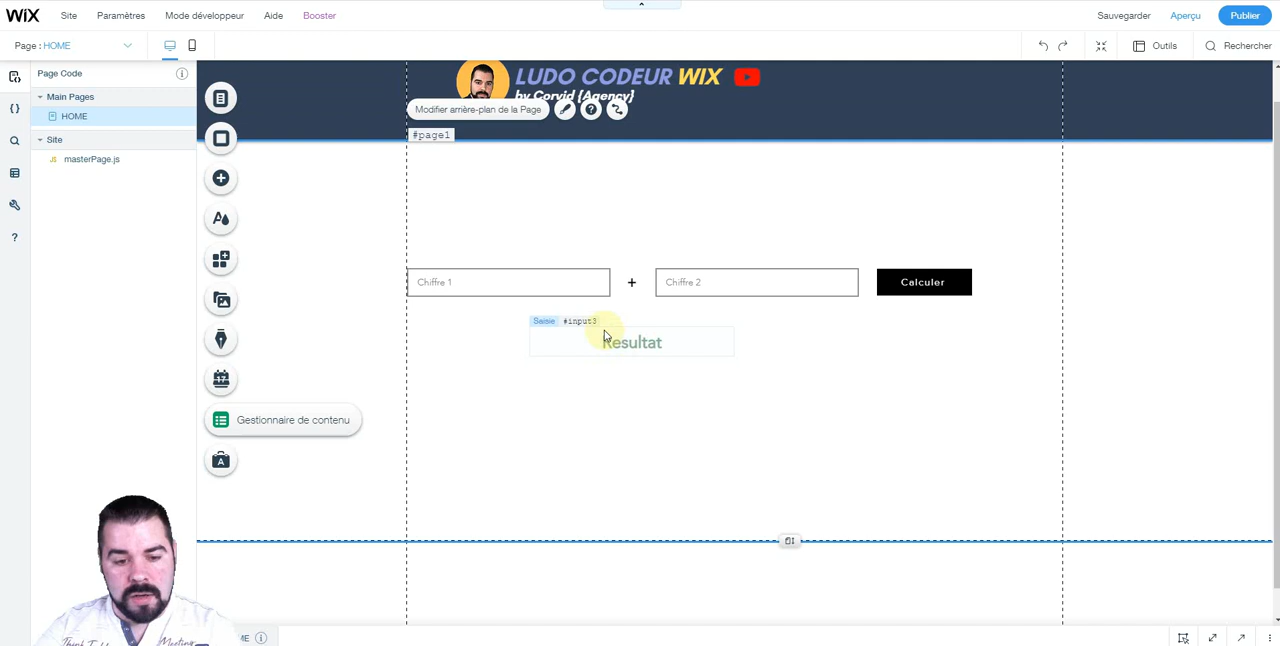 WiX Site Paramètres Mode développeur Aide Booster Sauvegarder Aperçu Publier
Page : HOME Outils Rechercher
Page Code
Main Pages
HOME
Site
masterPage.js
LUDO CODEUR WIX
by Corvid {Agency}
Modifier arrière-plan de la Page
#page1
Chiffre 1 + Chiffre 2 Calculer
Saisie #input3
Resultat
Gestionnaire de contenu
ME